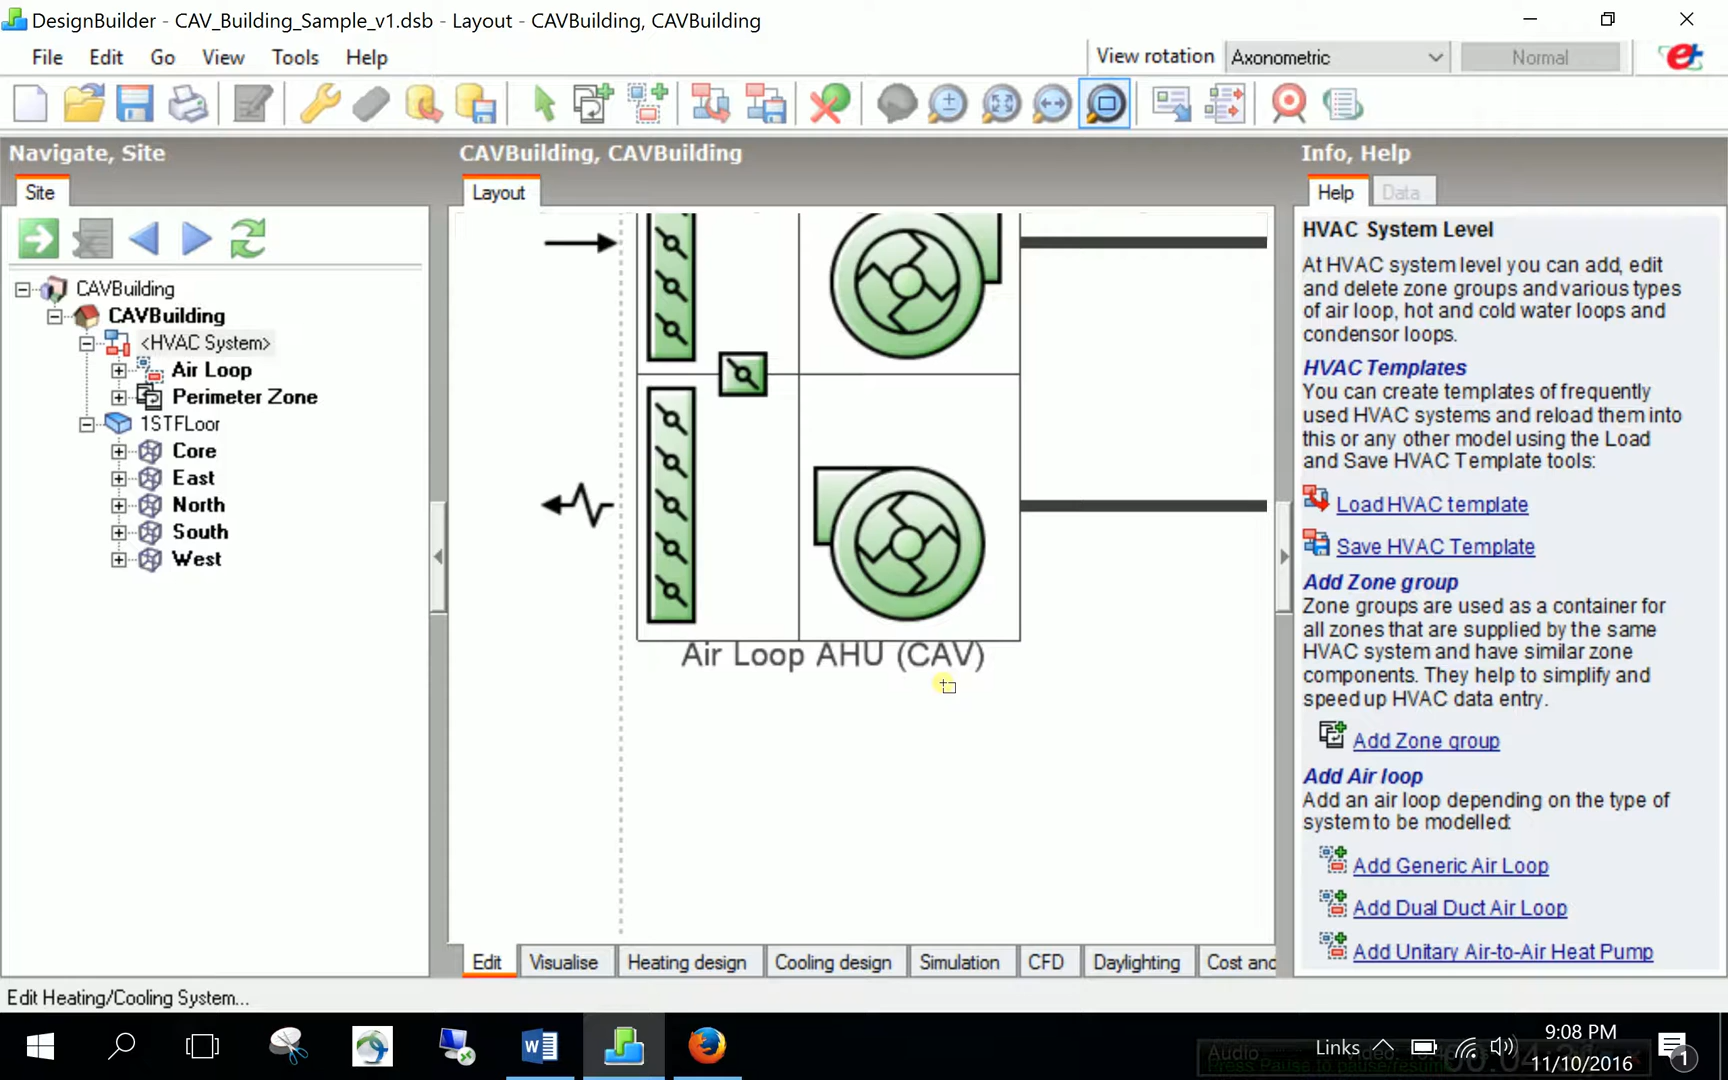 DesignBuilder - CAV_Building_Sample_v1.dsb - Layout - CAVBuilding, CAVBuilding
File Edit Go View Tools Help
View rotation Axonometric Normal
Navigate, Site
CAVBuilding, CAVBuilding
Info, Help
Site
Layout
Help Data
CAVBuilding
CAVBuilding
<HVAC System>
Air Loop
Perimeter Zone
1STFLoor
Core
East
North
South
West
Air Loop AHU (CAV)
HVAC System Level
At HVAC system level you can add, edit
and delete zone groups and various types
of air loop, hot and cold water loops and
condensor loops.
HVAC Templates
You can create templates of frequently
used HVAC systems and reload them into
this or any other model using the Load
and Save HVAC Template tools:
Load HVAC template
Save HVAC Template
Add Zone group
Zone groups are used as a container for
all zones that are supplied by the same
HVAC system and have similar zone
components. They help to simplify and
speed up HVAC data entry.
Add Zone group
Add Air loop
Add an air loop depending on the type of
system to be modelled:
Add Generic Air Loop
Add Dual Duct Air Loop
Add Unitary Air-to-Air Heat Pump
Edit Visualise Heating design Cooling design Simulation CFD Daylighting Cost and
Edit Heating/Cooling System...
Links
9:08 PM
11/10/2016
1
Audio
Press Pause to pause/resume